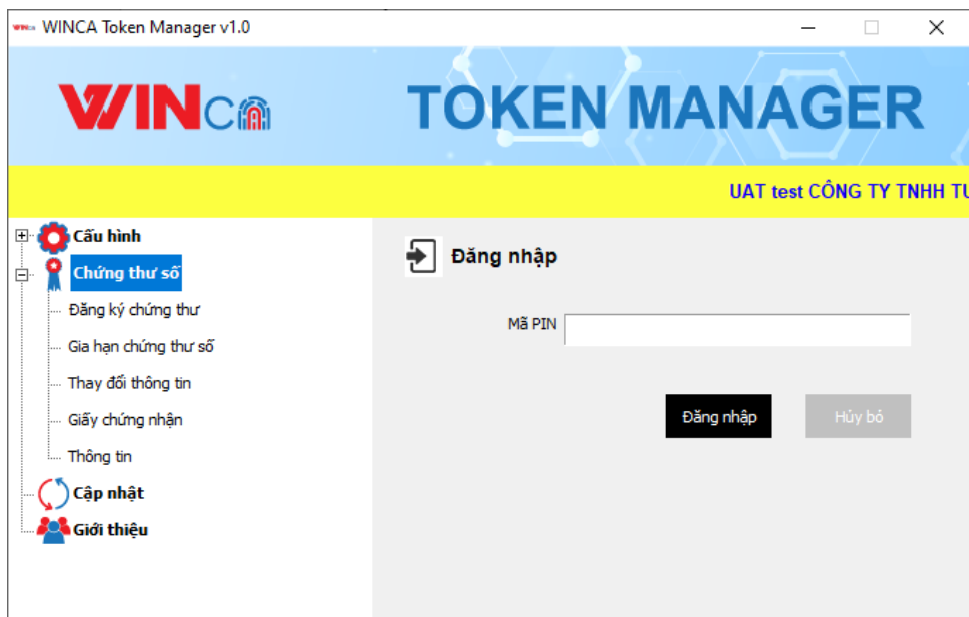 WINCA Token Manager v1.0
WINCA
TOKEN MANAGER
UAT test CÔNG TY TNHH TƯ
Cấu hình
Chứng thư số
Đăng ký chứng thư
Gia hạn chứng thư số
Thay đổi thông tin
Giấy chứng nhận
Thông tin
Cập nhật
Giới thiệu
Đăng nhập
Mã PIN
Đăng nhập
Hủy bỏ